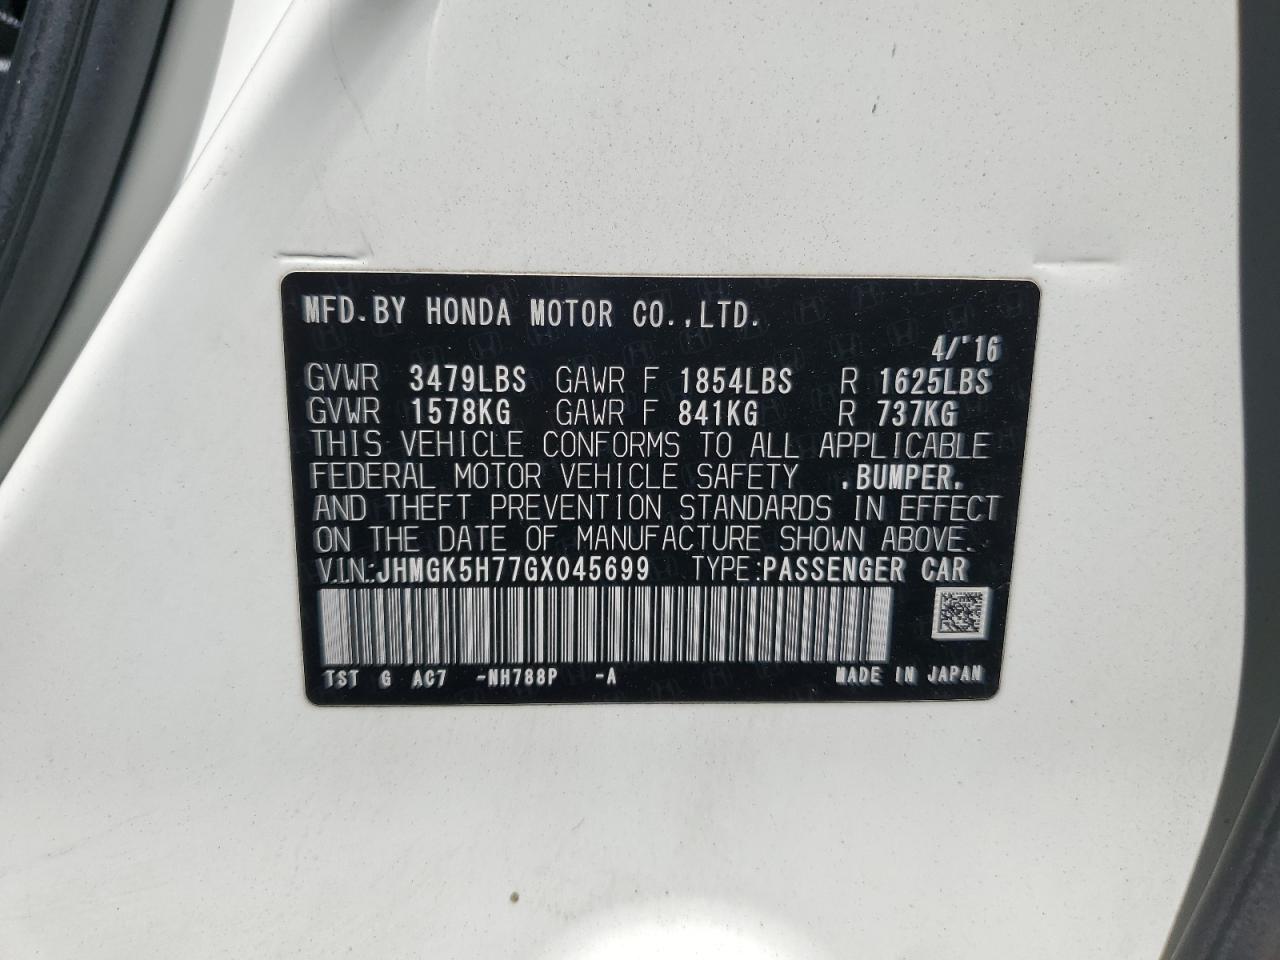 MFD.BY HONDA MOTOR CO.,LTD.
4/'16
GVWR 3479LBS GAWR F 1854LBS R 1625LBS
GVWR 1578KG GAWR F 841KG R 737KG
THIS VEHICLE CONFORMS TO ALL APPLICABLE
FEDERAL MOTOR VEHICLE SAFETY ,BUMPER,
AND THEFT PREVENTION STANDARDS IN EFFECT
ON THE DATE OF MANUFACTURE SHOWN ABOVE.
V.I.N.:JHMGK5H77GX045699 TYPE:PASSENGER CAR
TST G AC7 -NH788P -A MADE IN JAPAN